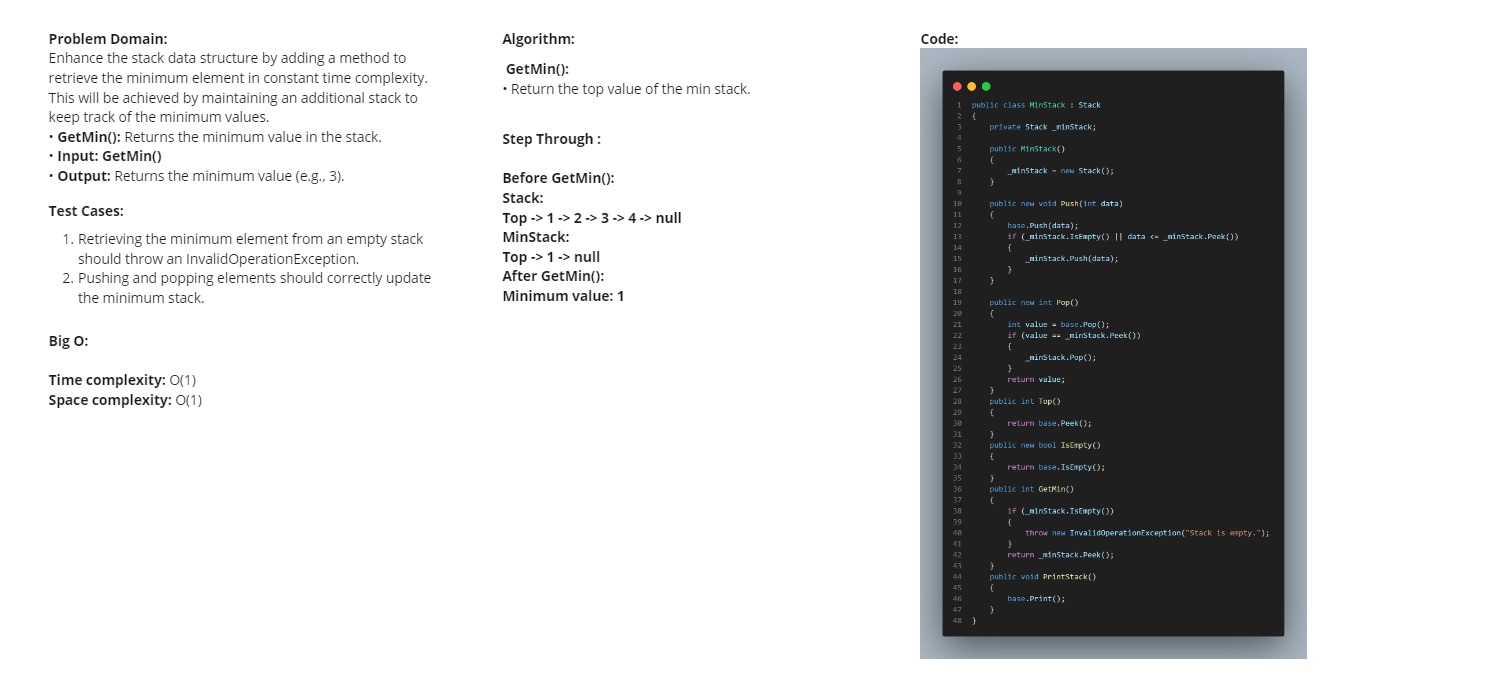 Problem Domain:
Enhance the stack data structure by adding a method to
retrieve the minimum element in constant time complexity.
This will be achieved by maintaining an additional stack to
keep track of the minimum values.
• GetMin(): Returns the minimum value in the stack.
• Input: GetMin()
• Output: Returns the minimum value (e.g., 3).
Test Cases:
1. Retrieving the minimum element from an empty stack
should throw an InvalidOperationException.
2. Pushing and popping elements should correctly update
the minimum stack.
Big O:
Time complexity: O(1)
Space complexity: O(1)
Algorithm:
GetMin():
• Return the top value of the min stack.
Step Through :
Before GetMin():
Stack:
Top -> 1 -> 2 -> 3 -> 4 -> null
MinStack:
Top -> 1 -> null
After GetMin():
Minimum value: 1
Code:
1 public class MinStack : Stack
2 {
3     private Stack _minStack;
4
5     public MinStack()
6     {
7         _minStack = new Stack();
8     }
9
10     public new void Push(int data)
11     {
12         base.Push(data);
13         if (_minStack.IsEmpty() || data <= _minStack.Peek())
14         {
15             _minStack.Push(data);
16         }
17     }
18
19     public new int Pop()
20     {
21         int value = base.Pop();
22         if (value == _minStack.Peek())
23         {
24             _minStack.Pop();
25         }
26         return value;
27     }
28     public int Top()
29     {
30         return base.Peek();
31     }
32     public new bool IsEmpty()
33     {
34         return base.IsEmpty();
35     }
36     public int GetMin()
37     {
38         if (_minStack.IsEmpty())
39         {
40             throw new InvalidOperationException("Stack is empty.");
41         }
42         return _minStack.Peek();
43     }
44     public void PrintStack()
45     {
46         base.Print();
47     }
48 }